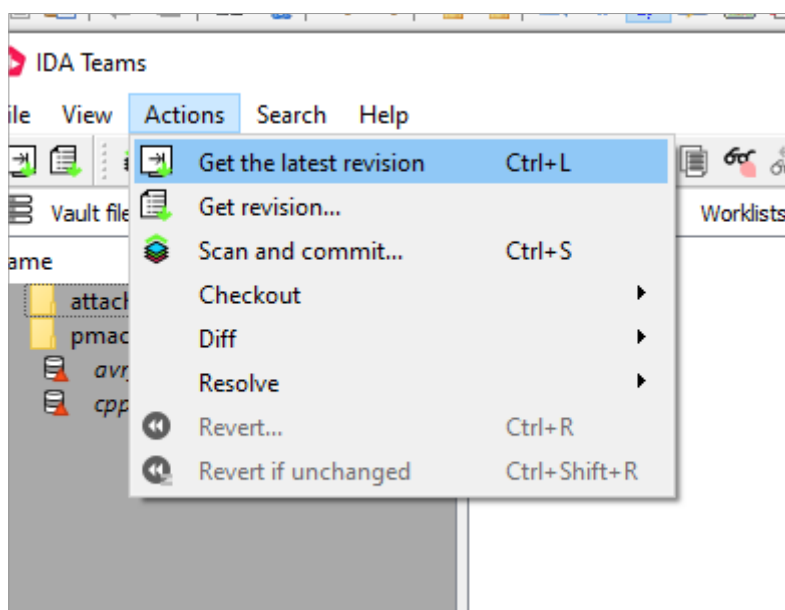 IDA Teams
ile View Actions Search Help
Get the latest revision Ctrl+L
Get revision...
Scan and commit... Ctrl+S
Checkout
Diff
Resolve
Revert... Ctrl+R
Revert if unchanged Ctrl+Shift+R
Vault file
Worklists
ame
attach
pmac
avr
cpp